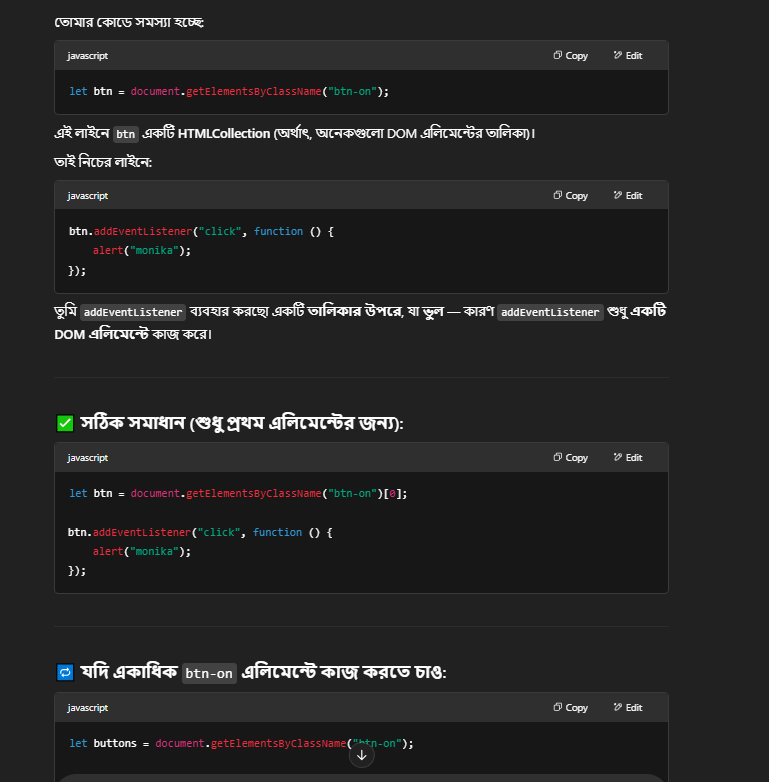 তোমার কোডে সমস্যা হচ্ছে:
javascript Copy Edit
let btn = document.getElementsByClassName("btn-on");
এই লাইনে btn একটি HTMLCollection (অর্থাৎ, অনেকগুলো DOM এলিমেন্টের তালিকা)।
তাই নিচের লাইনে:
javascript Copy Edit
btn.addEventListener("click", function () {
    alert("monika");
});
তুমি addEventListener ব্যবহার করছো একটি তালিকার উপরে, যা ভুল — কারণ addEventListener শুধু একটি
DOM এলিমেন্টে কাজ করে।
✅ সঠিক সমাধান (শুধু প্রথম এলিমেন্টের জন্য):
javascript Copy Edit
let btn = document.getElementsByClassName("btn-on")[0];
btn.addEventListener("click", function () {
    alert("monika");
});
🔁 যদি একাধিক btn-on এলিমেন্টে কাজ করতে চাও:
javascript Copy Edit
let buttons = document.getElementsByClassName("btn-on");